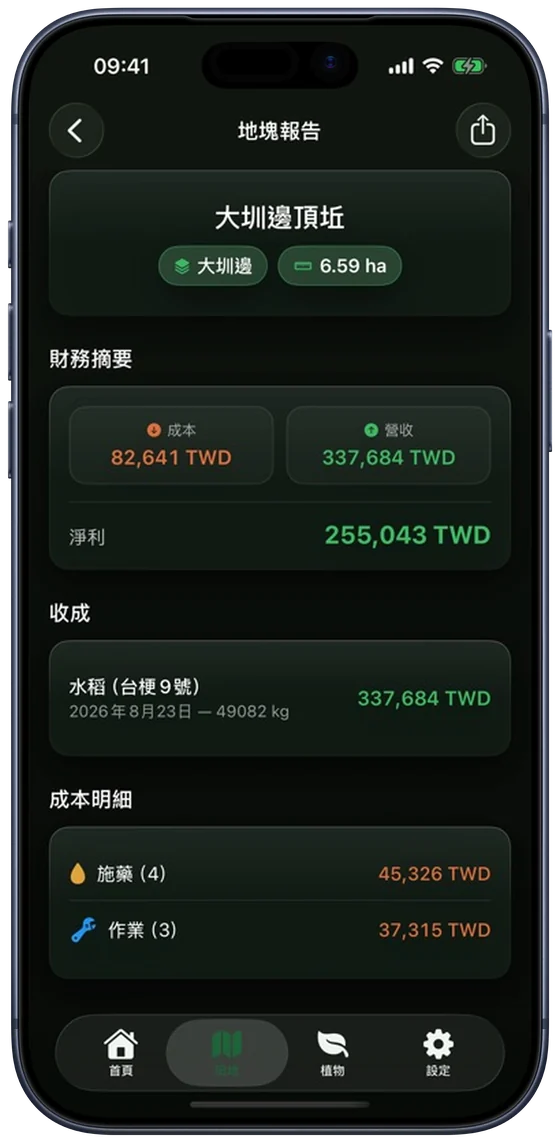 09:41
地塊報告
大圳邊頂坵
大圳邊
6.59 ha
財務摘要
成本
82,641 TWD
營收
337,684 TWD
淨利
255,043 TWD
收成
水稻 (台梗9號)
337,684 TWD
2026年8月23日 — 49082 kg
成本明細
施藥 (4)
45,326 TWD
作業 (3)
37,315 TWD
首頁
植物
設定